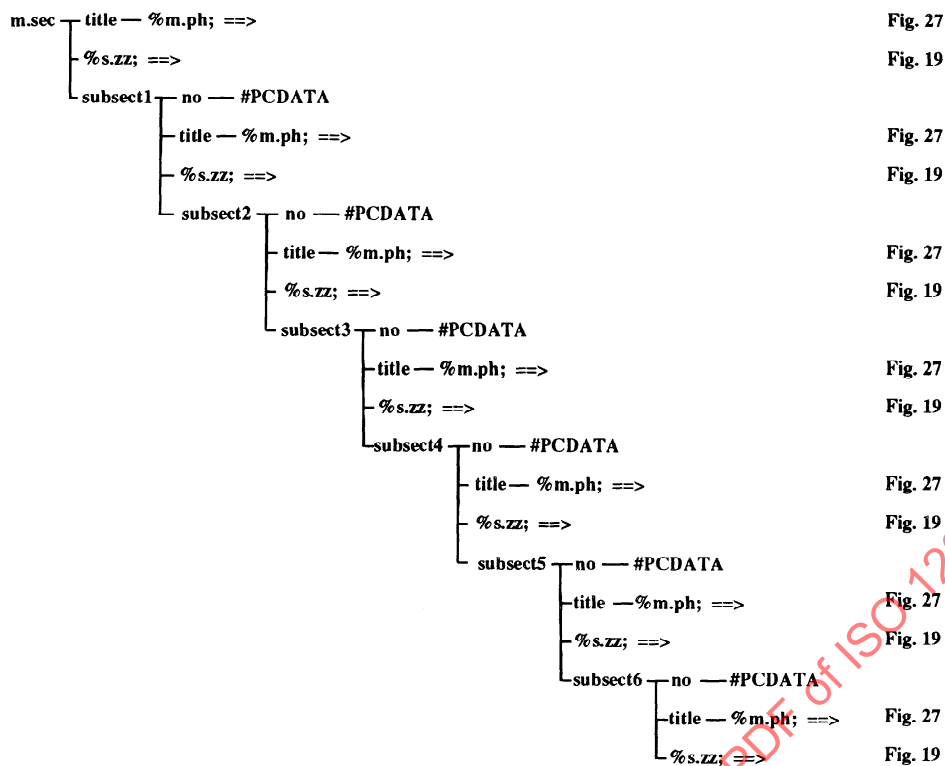 m.sec title — %m.ph; ==> Fig. 27
%s.zz; ==> Fig. 19
subsect1 no — #PCDATA
title — %m.ph; ==> Fig. 27
%s.zz; ==> Fig. 19
subsect2 no — #PCDATA
title — %m.ph; ==> Fig. 27
%s.zz; ==> Fig. 19
subsect3 no — #PCDATA
title — %m.ph; ==> Fig. 27
%s.zz; ==> Fig. 19
subsect4 no — #PCDATA
title — %m.ph; ==> Fig. 27
%s.zz; ==> Fig. 19
subsect5 no — #PCDATA
title — %m.ph; ==> Fig. 27
%s.zz; ==> Fig. 19
subsect6 no — #PCDATA
title — %m.ph; ==> Fig. 27
%s.zz; ==> Fig. 19
PDF of ISO